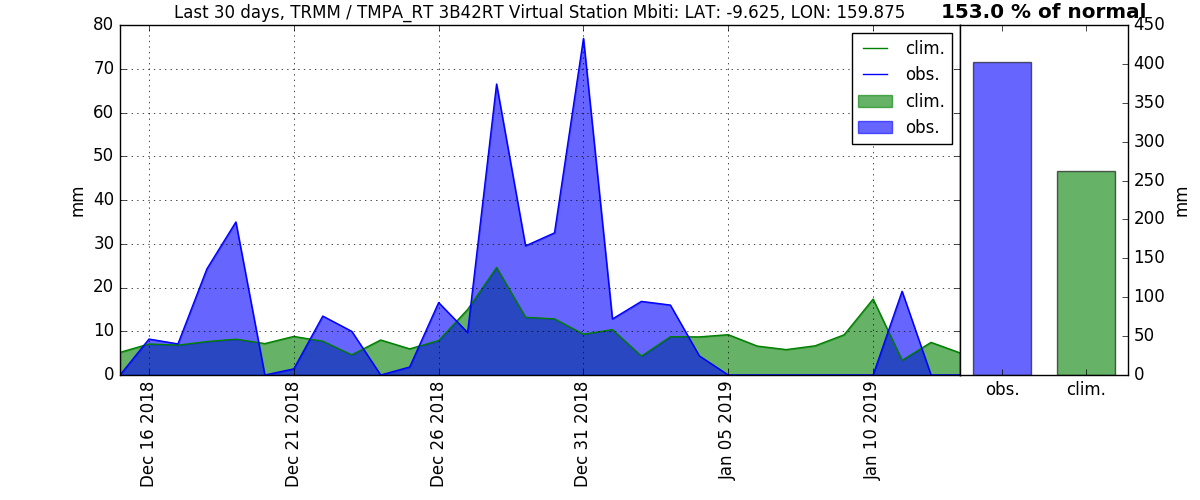 Last 30 days, TRMM / TMPA_RT 3B42RT Virtual Station Mbiti: LAT: -9.625, LON: 159.875
153.0 % of normal
80
70
60
50
40
30
20
10
0
mm
clim.
obs.
clim.
obs.
Dec 16 2018
Dec 21 2018
Dec 26 2018
Dec 31 2018
Jan 05 2019
Jan 10 2019
450
400
350
300
250
200
150
100
50
0
mm
obs.
clim.